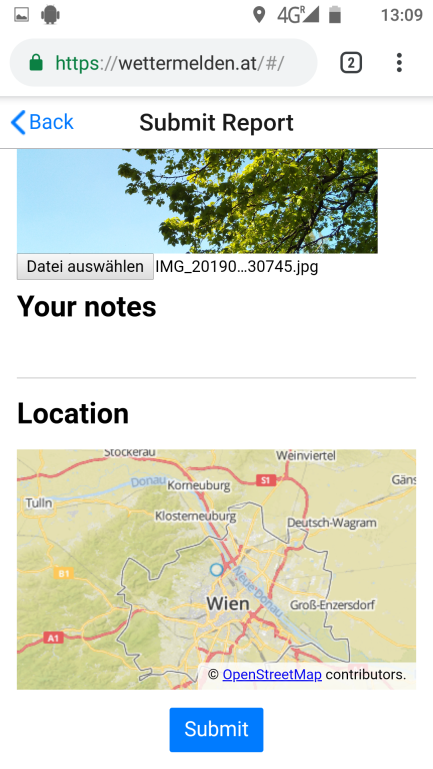 4G R 13:09
https://wettermelden.at/#/ 2
Back Submit Report
Datei auswählen IMG_20190...30745.jpg
Your notes
Location
Stockerau Weinviertel
Donau Korneuburg S1 Gäns
Tulln
Klosterneuburg Deutsch-Wagram
B1 Neue Donau
Wien Groß-Enzersdorf
A1
© OpenStreetMap contributors.
Submit